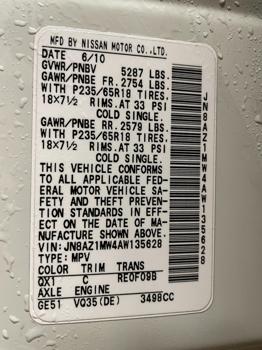 MFD BY NISSAN MOTOR CO.,LTD.
DATE 6/10
GVWR/PNBV 5287 LBS.
GAWR/PNBE FR. 2754 LBS.
WITH P235/65R18 TIRES.
18X7½ RIMS.AT 33 PSI
COLD SINGLE.
GAWR/PNBE RR. 2579 LBS.
WITH P235/65R18 TIRES.
18X7½ RIMS.AT 33 PSI
COLD SINGLE.
THIS VEHICLE CONFORMS
TO ALL APPLICABLE FED-
ERAL MOTOR VEHICLE SA-
FETY AND THEFT PREVEN-
TION STANDARDS IN EFF-
ECT ON THE DATE OF MA-
NUFACTURE SHOWN ABOVE.
VIN:JN8AZ1MW4AW135628
TYPE: MPV
COLOR TRIM TRANS
QX1 C RE0F09B
AXLE ENGINE
GE51 VQ35(DE) 3498CC
JN8AZ1MW4AW135628